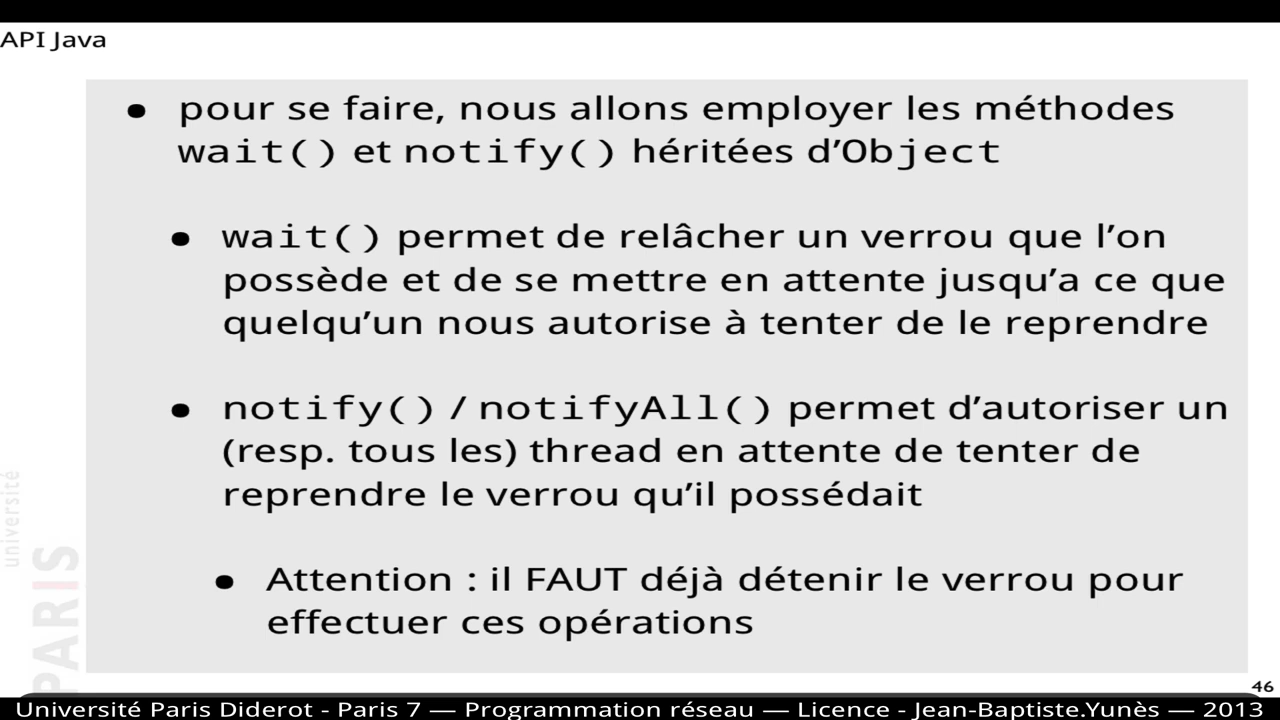 API Java
• pour se faire, nous allons employer les méthodes
wait() et notify() héritées d’Object
• wait() permet de relâcher un verrou que l’on
possède et de se mettre en attente jusqu’a ce que
quelqu’un nous autorise à tenter de le reprendre
• notify() / notifyAll() permet d’autoriser un
(resp. tous les) thread en attente de tenter de
reprendre le verrou qu’il possédait
• Attention : il FAUT déjà détenir le verrou pour
effectuer ces opérations
université
PARIS
46
Université Paris Diderot - Paris 7 — Programmation réseau — Licence - Jean-Baptiste.Yunès — 2013